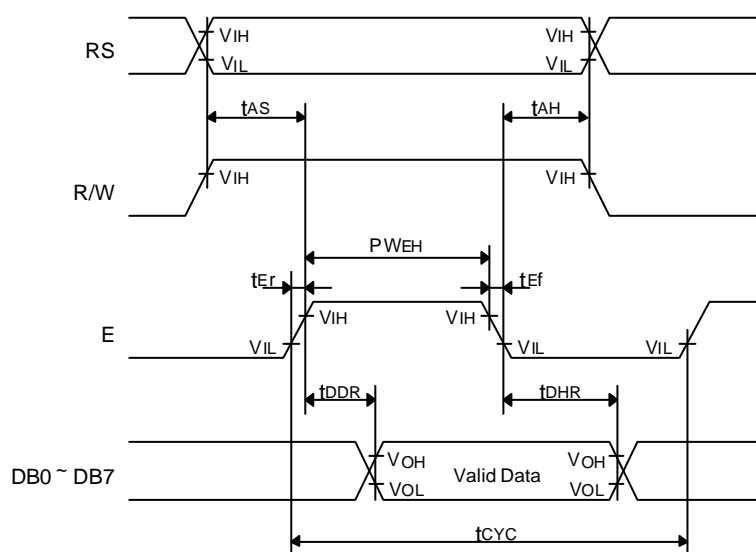 RS
VIH
VIL
VIH
VIL
tAS
tAH
R/W
VIH
VIH
PWEH
tEr
tEf
E
VIH
VIH
VIL
VIL
VIL
tDDR
tDHR
DB0 ~ DB7
VOH
VOL
Valid Data
VOH
VOL
tCYC